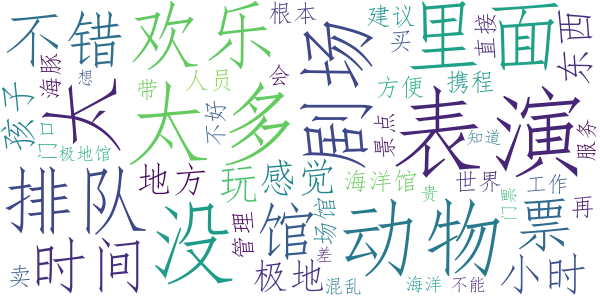 不错
欢乐
根本
建议
里面
直接
东西
买
剧场
海豚
想
大
带
人员
会
方便
携程
孩子
门口
太多
不好
景点
表演
知道
服务
极地馆
地方
玩
感觉
海洋馆
贵
世界
工作
排队
没
馆
场馆
动物
门票
票
再
管理
差
卖
时间
极地
混乱
海洋
不能
小时